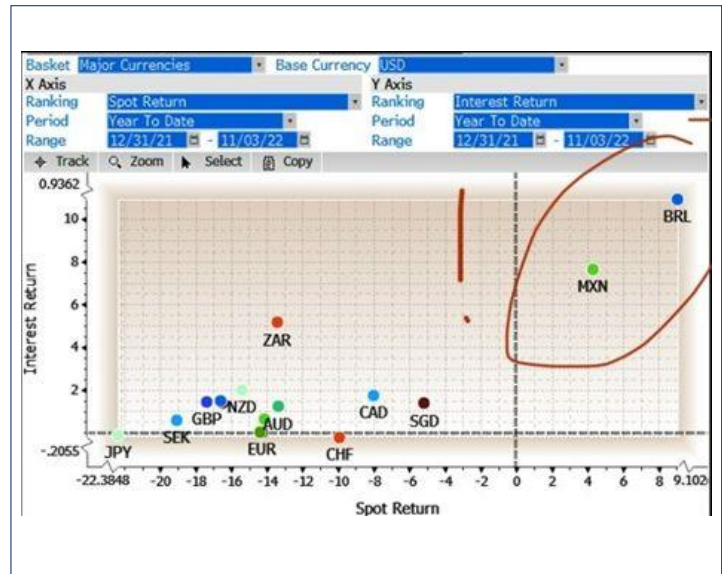 Basket Major Currencies Base Currency USD
X Axis Y Axis
Ranking Spot Return Ranking Interest Return
Period Year To Date Period Year To Date
Range 12/31/21 - 11/03/22 Range 12/31/21 - 11/03/22
Track Zoom Select Copy
0.9362
10
BRL
8
MXN
6
ZAR
4
Interest Return
2
CAD
SGD
GBP NZD AUD
SEK
EUR
CHF
JPY
-.2055
-22.3848 -20 -18 -16 -14 -12 -10 -8 -6 -4 -2 0 2 4 6 8 9.102
Spot Return